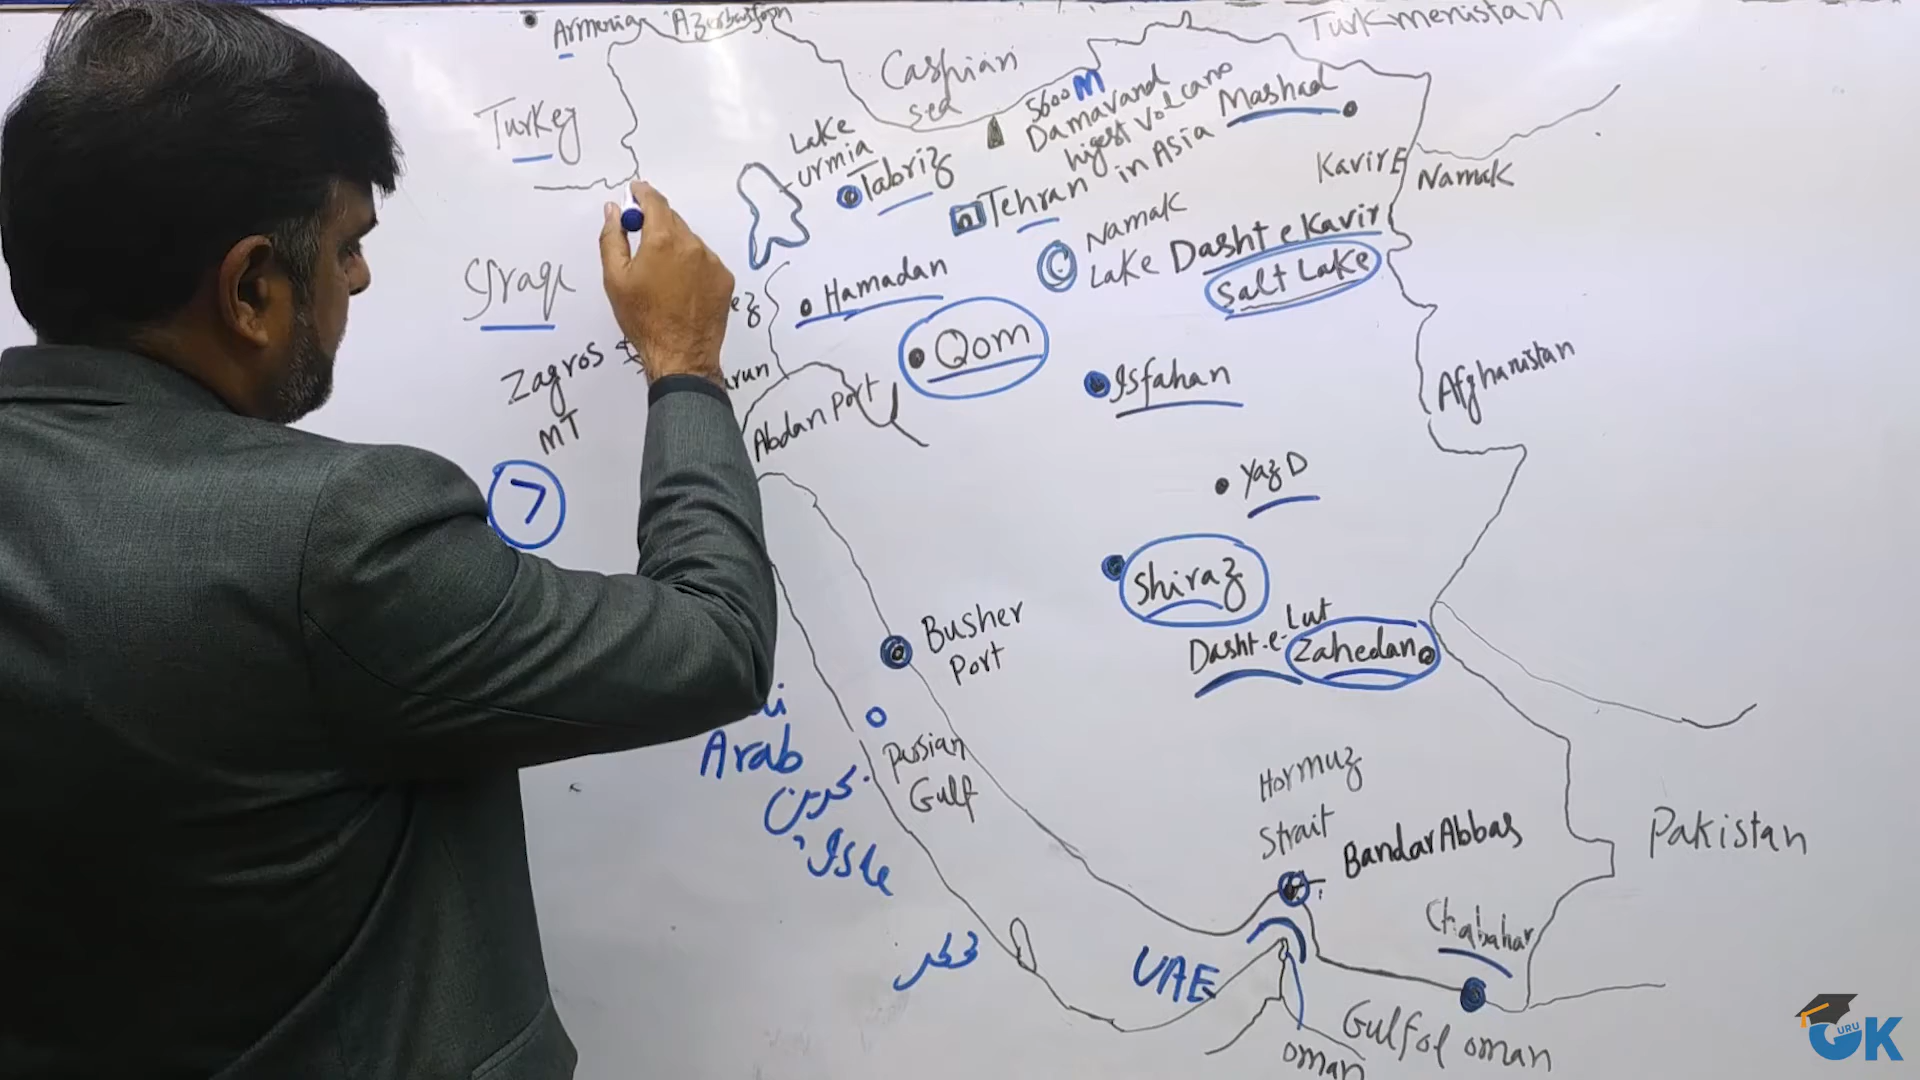 Armenia
Azerbaijan
Turkmenistan
Caspian
sea
Turkey
Lake
urmia
Tabriz
5600 M
Damavand
higest volcano
in Asia
Mashad
Tehran
Kavir E
Namak
Namak
Lake
Dasht e Kavir
Salt Lake
Iraq
Hamadan
Qom
Zagros
MT
7
Abdan Port
Isfahan
Afghanistan
YazD
Shiraz
Dasht-e-Lut
Zahedan
Busher
Port
Arab
بحرین
Isle
Persian
Gulf
قطر
UAE
Hormuz
Strait
Bandar Abbas
Pakistan
Chabahar
Gulf of oman
oman
GURU
K